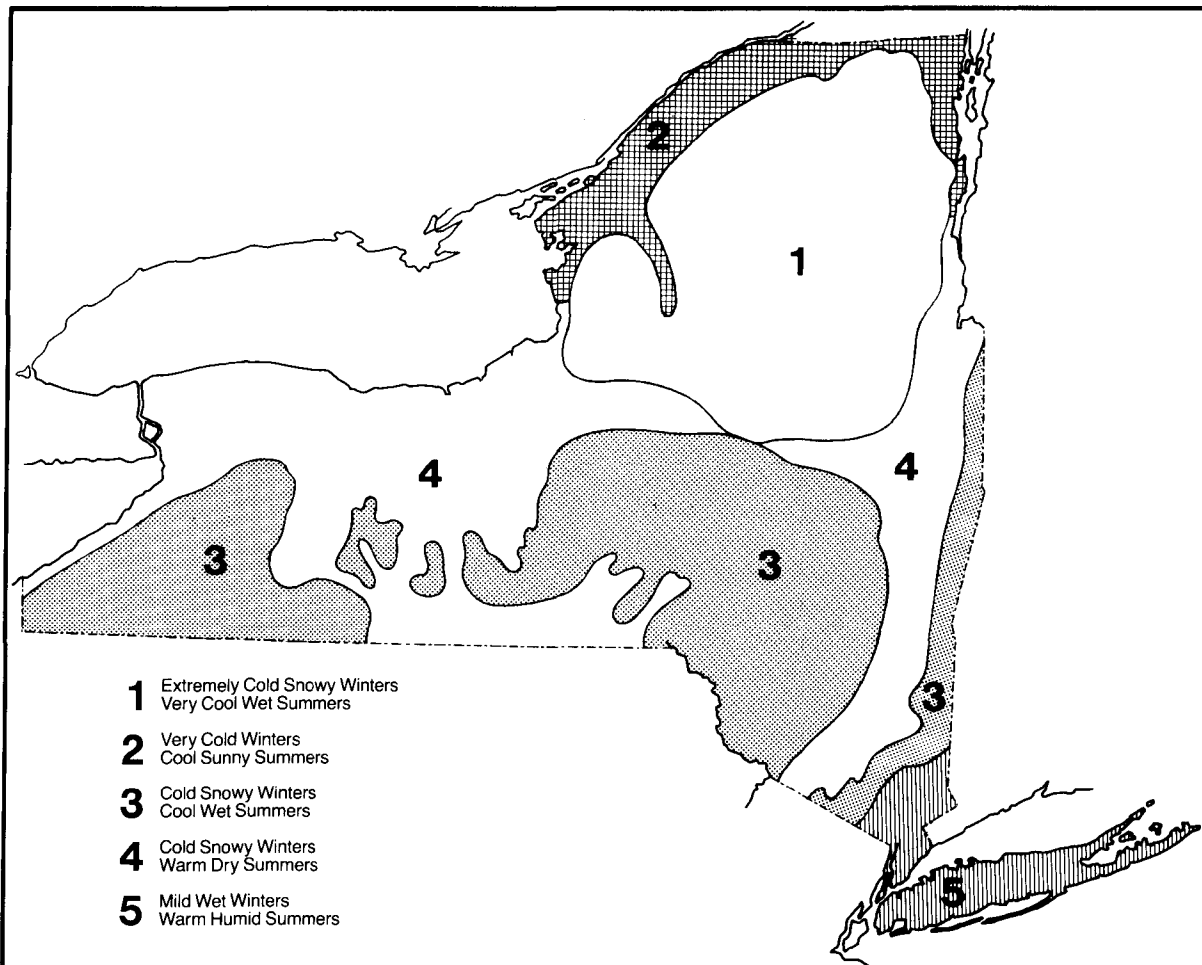 2
1
4
4
3
3
3
5
1 Extremely Cold Snowy Winters
Very Cool Wet Summers
2 Very Cold Winters
Cool Sunny Summers
3 Cold Snowy Winters
Cool Wet Summers
4 Cold Snowy Winters
Warm Dry Summers
5 Mild Wet Winters
Warm Humid Summers